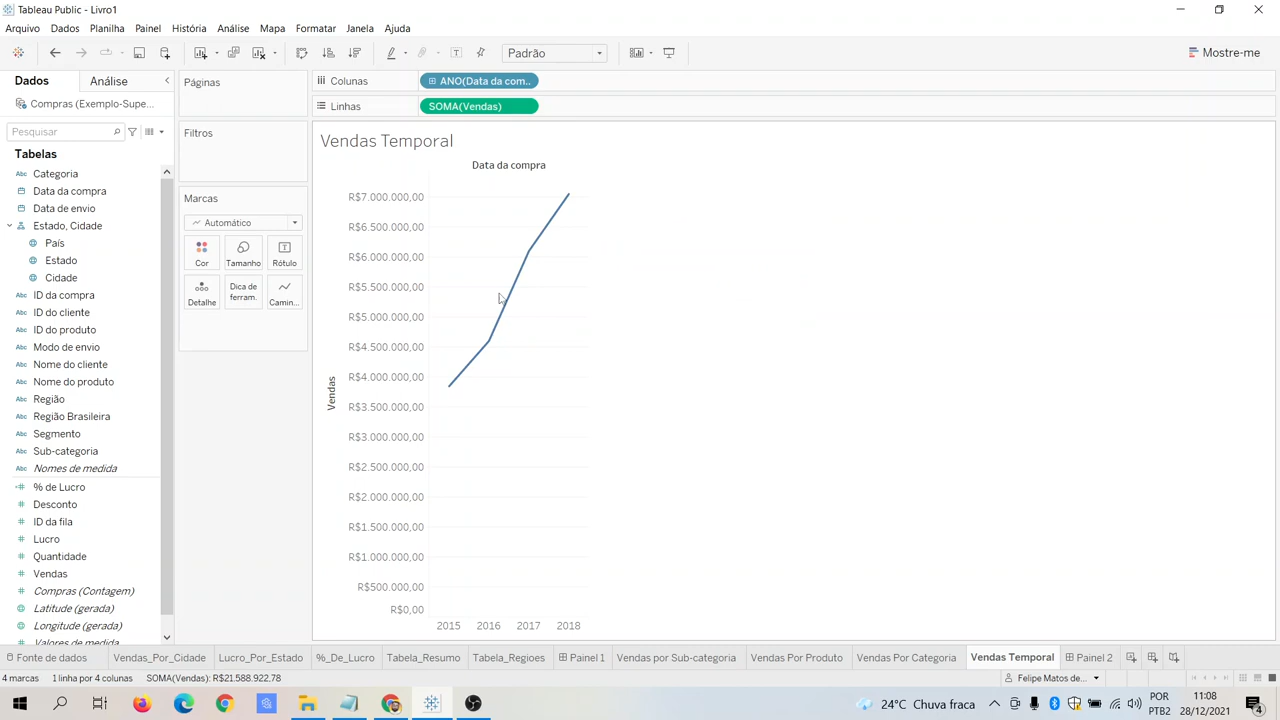 Tableau Public - Livro1
Arquivo Dados Planilha Painel História Análise Mapa Formatar Janela Ajuda
Padrão
Mostre-me
Dados Análise
Compras (Exemplo-Supe...
Pesquisar
Tabelas
Categoria
Data da compra
Data de envio
Estado, Cidade
País
Estado
Cidade
ID da compra
ID do cliente
ID do produto
Modo de envio
Nome do cliente
Nome do produto
Região
Região Brasileira
Segmento
Sub-categoria
Nomes de medida
% de Lucro
Desconto
ID da fila
Lucro
Quantidade
Vendas
Compras (Contagem)
Latitude (gerada)
Longitude (gerada)
Valores de medida
Páginas
Filtros
Marcas
Automático
Cor Tamanho Rótulo
Detalhe Dica de ferram. Camin...
Colunas ANO(Data da com..
Linhas SOMA(Vendas)
Vendas Temporal
Data da compra
R$7.000.000,00
R$6.500.000,00
R$6.000.000,00
R$5.500.000,00
R$5.000.000,00
R$4.500.000,00
R$4.000.000,00
R$3.500.000,00
R$3.000.000,00
R$2.500.000,00
R$2.000.000,00
R$1.500.000,00
R$1.000.000,00
R$500.000,00
R$0,00
Vendas
2015 2016 2017 2018
Fonte de dados Vendas_Por_Cidade Lucro_Por_Estado %_De_Lucro Tabela_Resumo Tabela_Regioes Painel 1 Vendas por Sub-categoria Vendas Por Produto Vendas Por Categoria Vendas Temporal Painel 2
4 marcas 1 linha por 4 colunas SOMA(Vendas): R$21.588.922.78 Felipe Matos de...
24°C Chuva fraca
POR
PTB2
11:08
28/12/2021
4